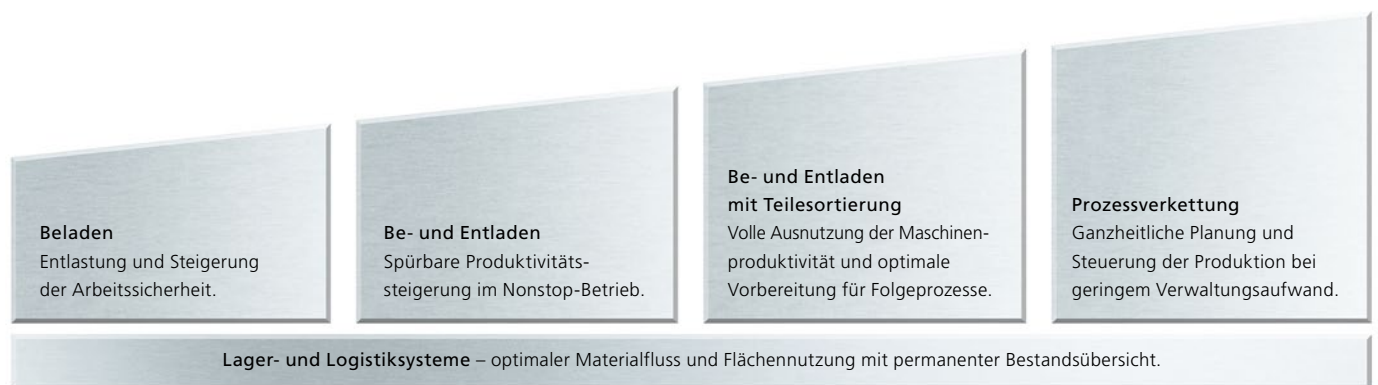 Beladen
Entlastung und Steigerung
der Arbeitssicherheit.
Be- und Entladen
Spürbare Produktivitäts-
steigerung im Nonstop-Betrieb.
Be- und Entladen
mit Teilesortierung
Volle Ausnutzung der Maschinen-
produktivität und optimale
Vorbereitung für Folgeprozesse.
Prozessverkettung
Ganzheitliche Planung und
Steuerung der Produktion bei
geringem Verwaltungsaufwand.
Lager- und Logistiksysteme – optimaler Materialfluss und Flächennutzung mit permanenter Bestandsübersicht.